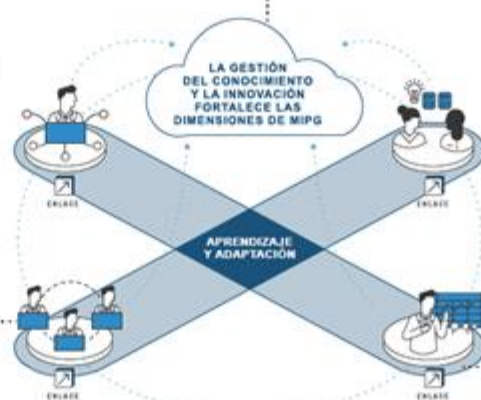 LA GESTIÓN
DEL CONOCIMIENTO
Y LA INNOVACIÓN
FORTALECE LAS
DIMENSIONES DE MIPG
ENLACE
ENLACE
APRENDIZAJE
Y ADAPTACIÓN
ENLACE
ENLACE